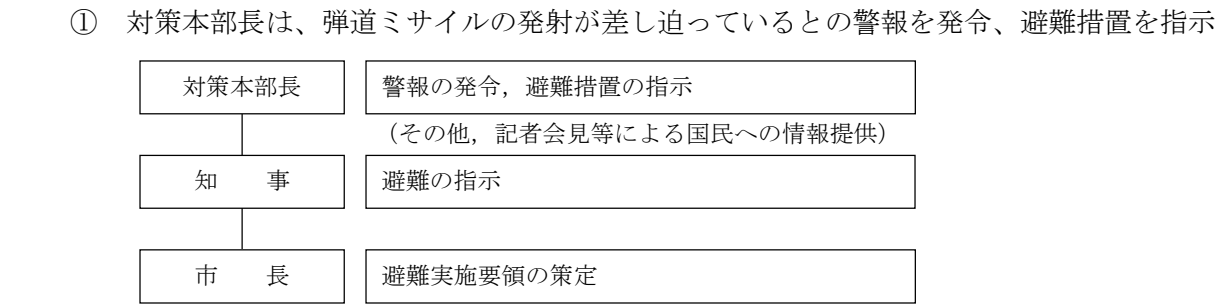 ① 対策本部長は、弾道ミサイルの発射が差し迫っているとの警報を発令、避難措置を指示
対策本部長 警報の発令，避難措置の指示
（その他，記者会見等による国民への情報提供）
知 事 避難の指示
市 長 避難実施要領の策定